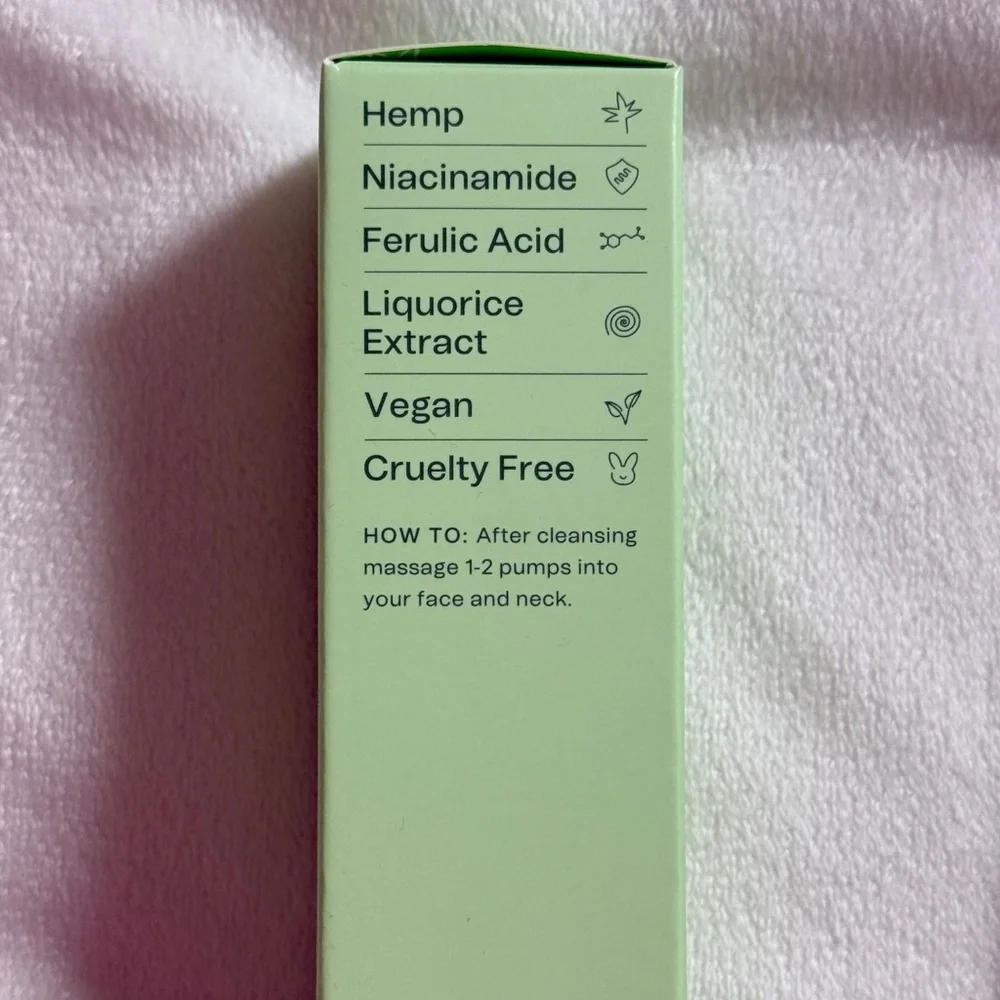 Hemp
Niacinamide
Ferulic Acid
Liquorice
Extract
Vegan
Cruelty Free
HOW TO: After cleansing
massage 1-2 pumps into
your face and neck.